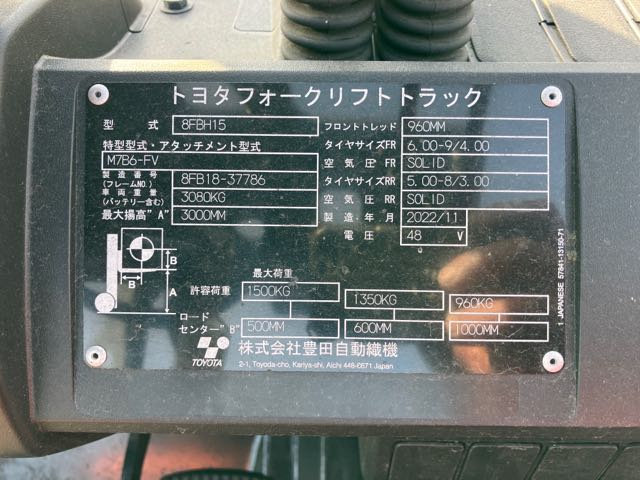 トヨタフォークリフトトラック
型 式 8FBH15
特型型式・アタッチメント型式
M7B6-FV
製造番号 (フレームNO.) 8FB18-37786
車両重量 (バッテリー含む) 3080KG
最大揚高"A" 3000MM
フロントトレッド 960MM
タイヤサイズFR 6.00-9/4.00
空気圧FR SOLID
タイヤサイズRR 5.00-8/3.00
空気圧RR SOLID
製造年月 2022/11
電圧 48 V
B
B
A
最大荷重
許容荷重 1500KG 1350KG 960KG
ロード
センター"B" 500MM 600MM 1000MM
TOYOTA
株式会社豊田自動織機
2-1, Toyoda-cho, Kariya-shi, Aichi 448-8671 Japan
1 JAPANESE 57841-13150-71